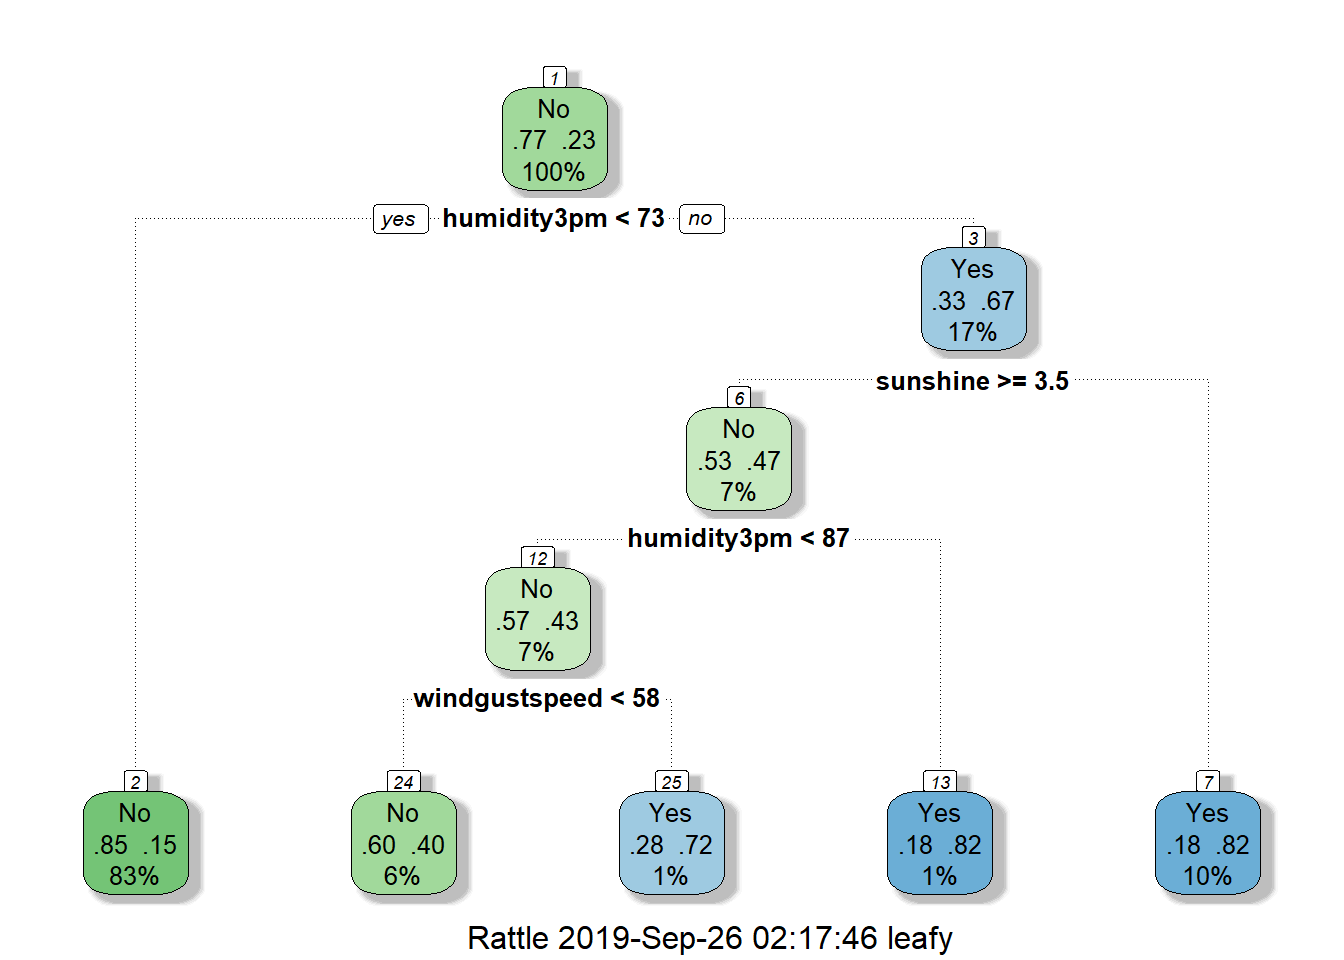 1
No
.77 .23
100%
yes humidity3pm < 73 no
3
Yes
.33 .67
17%
sunshine >= 3.5
6
No
.53 .47
7%
humidity3pm < 87
12
No
.57 .43
7%
windgustspeed < 58
2
No
.85 .15
83%
24
No
.60 .40
6%
25
Yes
.28 .72
1%
13
Yes
.18 .82
1%
7
Yes
.18 .82
10%
Rattle 2019-Sep-26 02:17:46 leafy